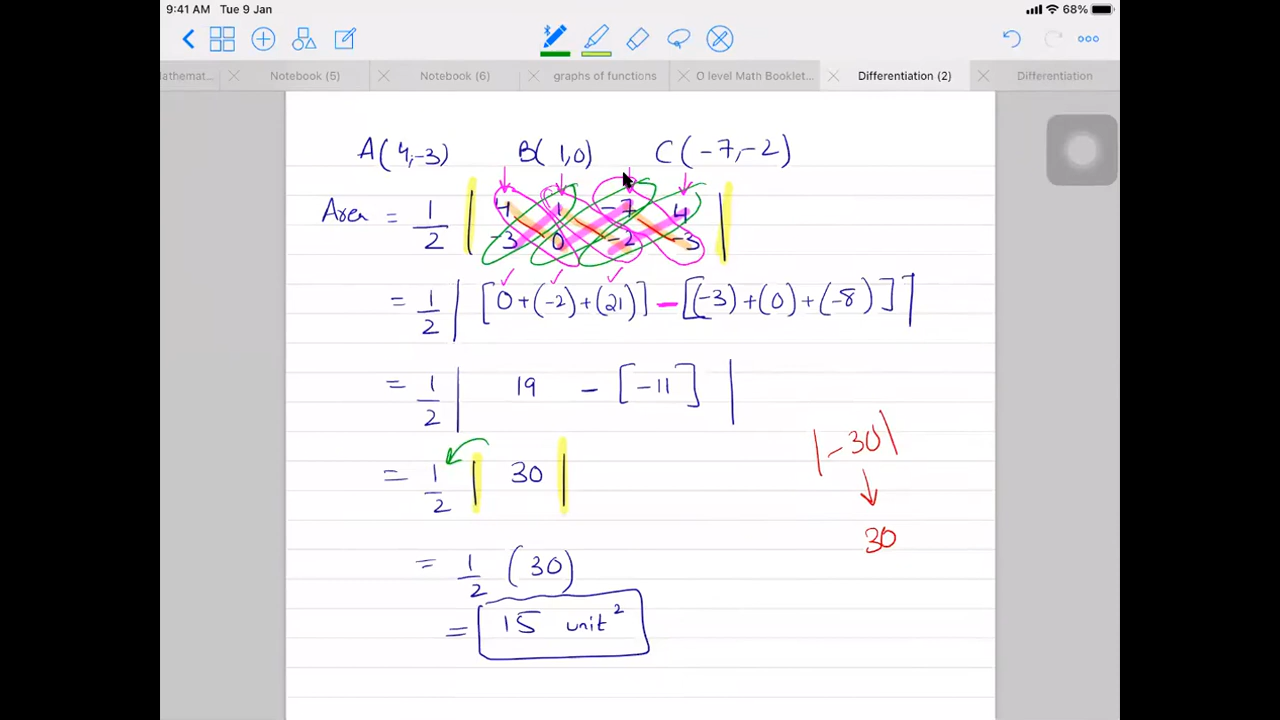 9:41 AM Tue 9 Jan 68%
Mathemat... Notebook (5) Notebook (6) graphs of functions O level Math Booklet... Differentiation (2) Differentiation
A(4,-3) B(1,0) C(-7,-2)
Area = 1/2 | 4 1 -7 4
-3 0 -2 -3 |
= 1/2 | [0+(-2)+(21)] - [(-3)+(0)+(-8)] |
= 1/2 | 19 - [-11] |
|-30|
= 1/2 | 30 |
30
= 1/2 (30)
= 15 unit²